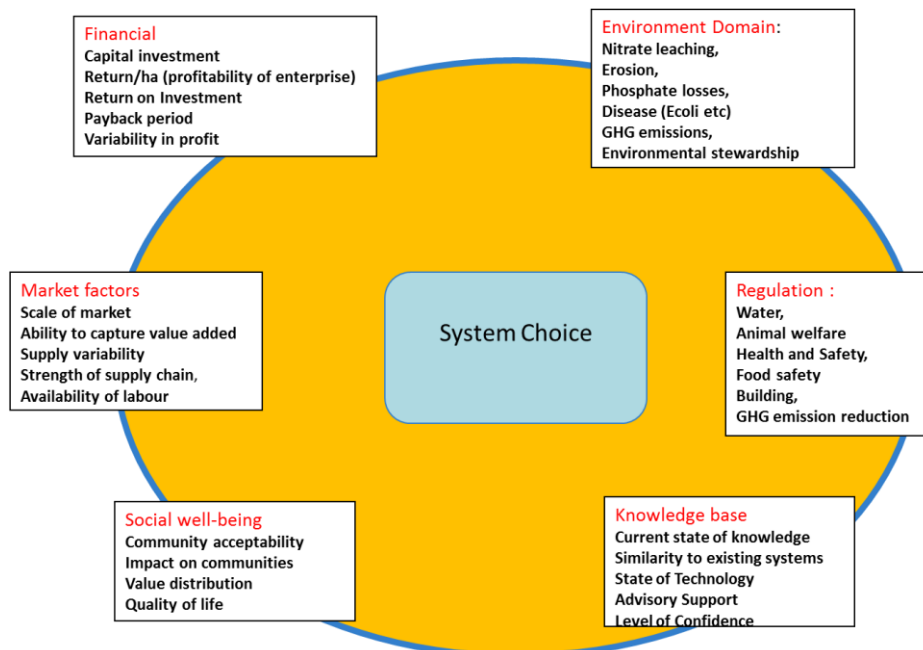 Financial
Capital investment
Return/ha (profitability of enterprise)
Return on Investment
Payback period
Variability in profit
Environment Domain:
Nitrate leaching,
Erosion,
Phosphate losses,
Disease (Ecoli etc)
GHG emissions,
Environmental stewardship
Market factors
Scale of market
Ability to capture value added
Supply variability
Strength of supply chain,
Availability of labour
System Choice
Regulation :
Water,
Animal welfare
Health and Safety,
Food safety
Building,
GHG emission reduction
Social well-being
Community acceptability
Impact on communities
Value distribution
Quality of life
Knowledge base
Current state of knowledge
Similarity to existing systems
State of Technology
Advisory Support
Level of Confidence